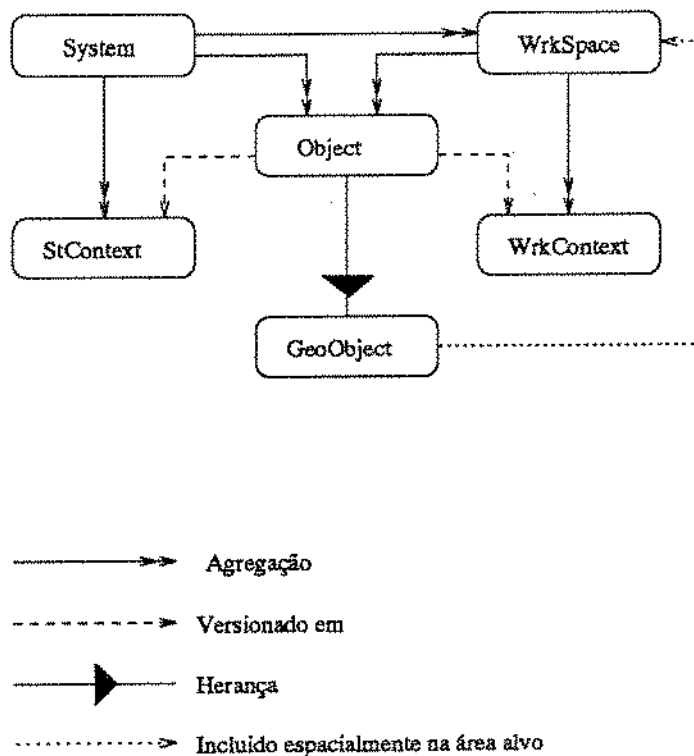 System
WrkSpace
Object
StContext
WrkContext
GeoObject
Agregação
Versionado em
Herança
Incluido espacialmente na área alvo